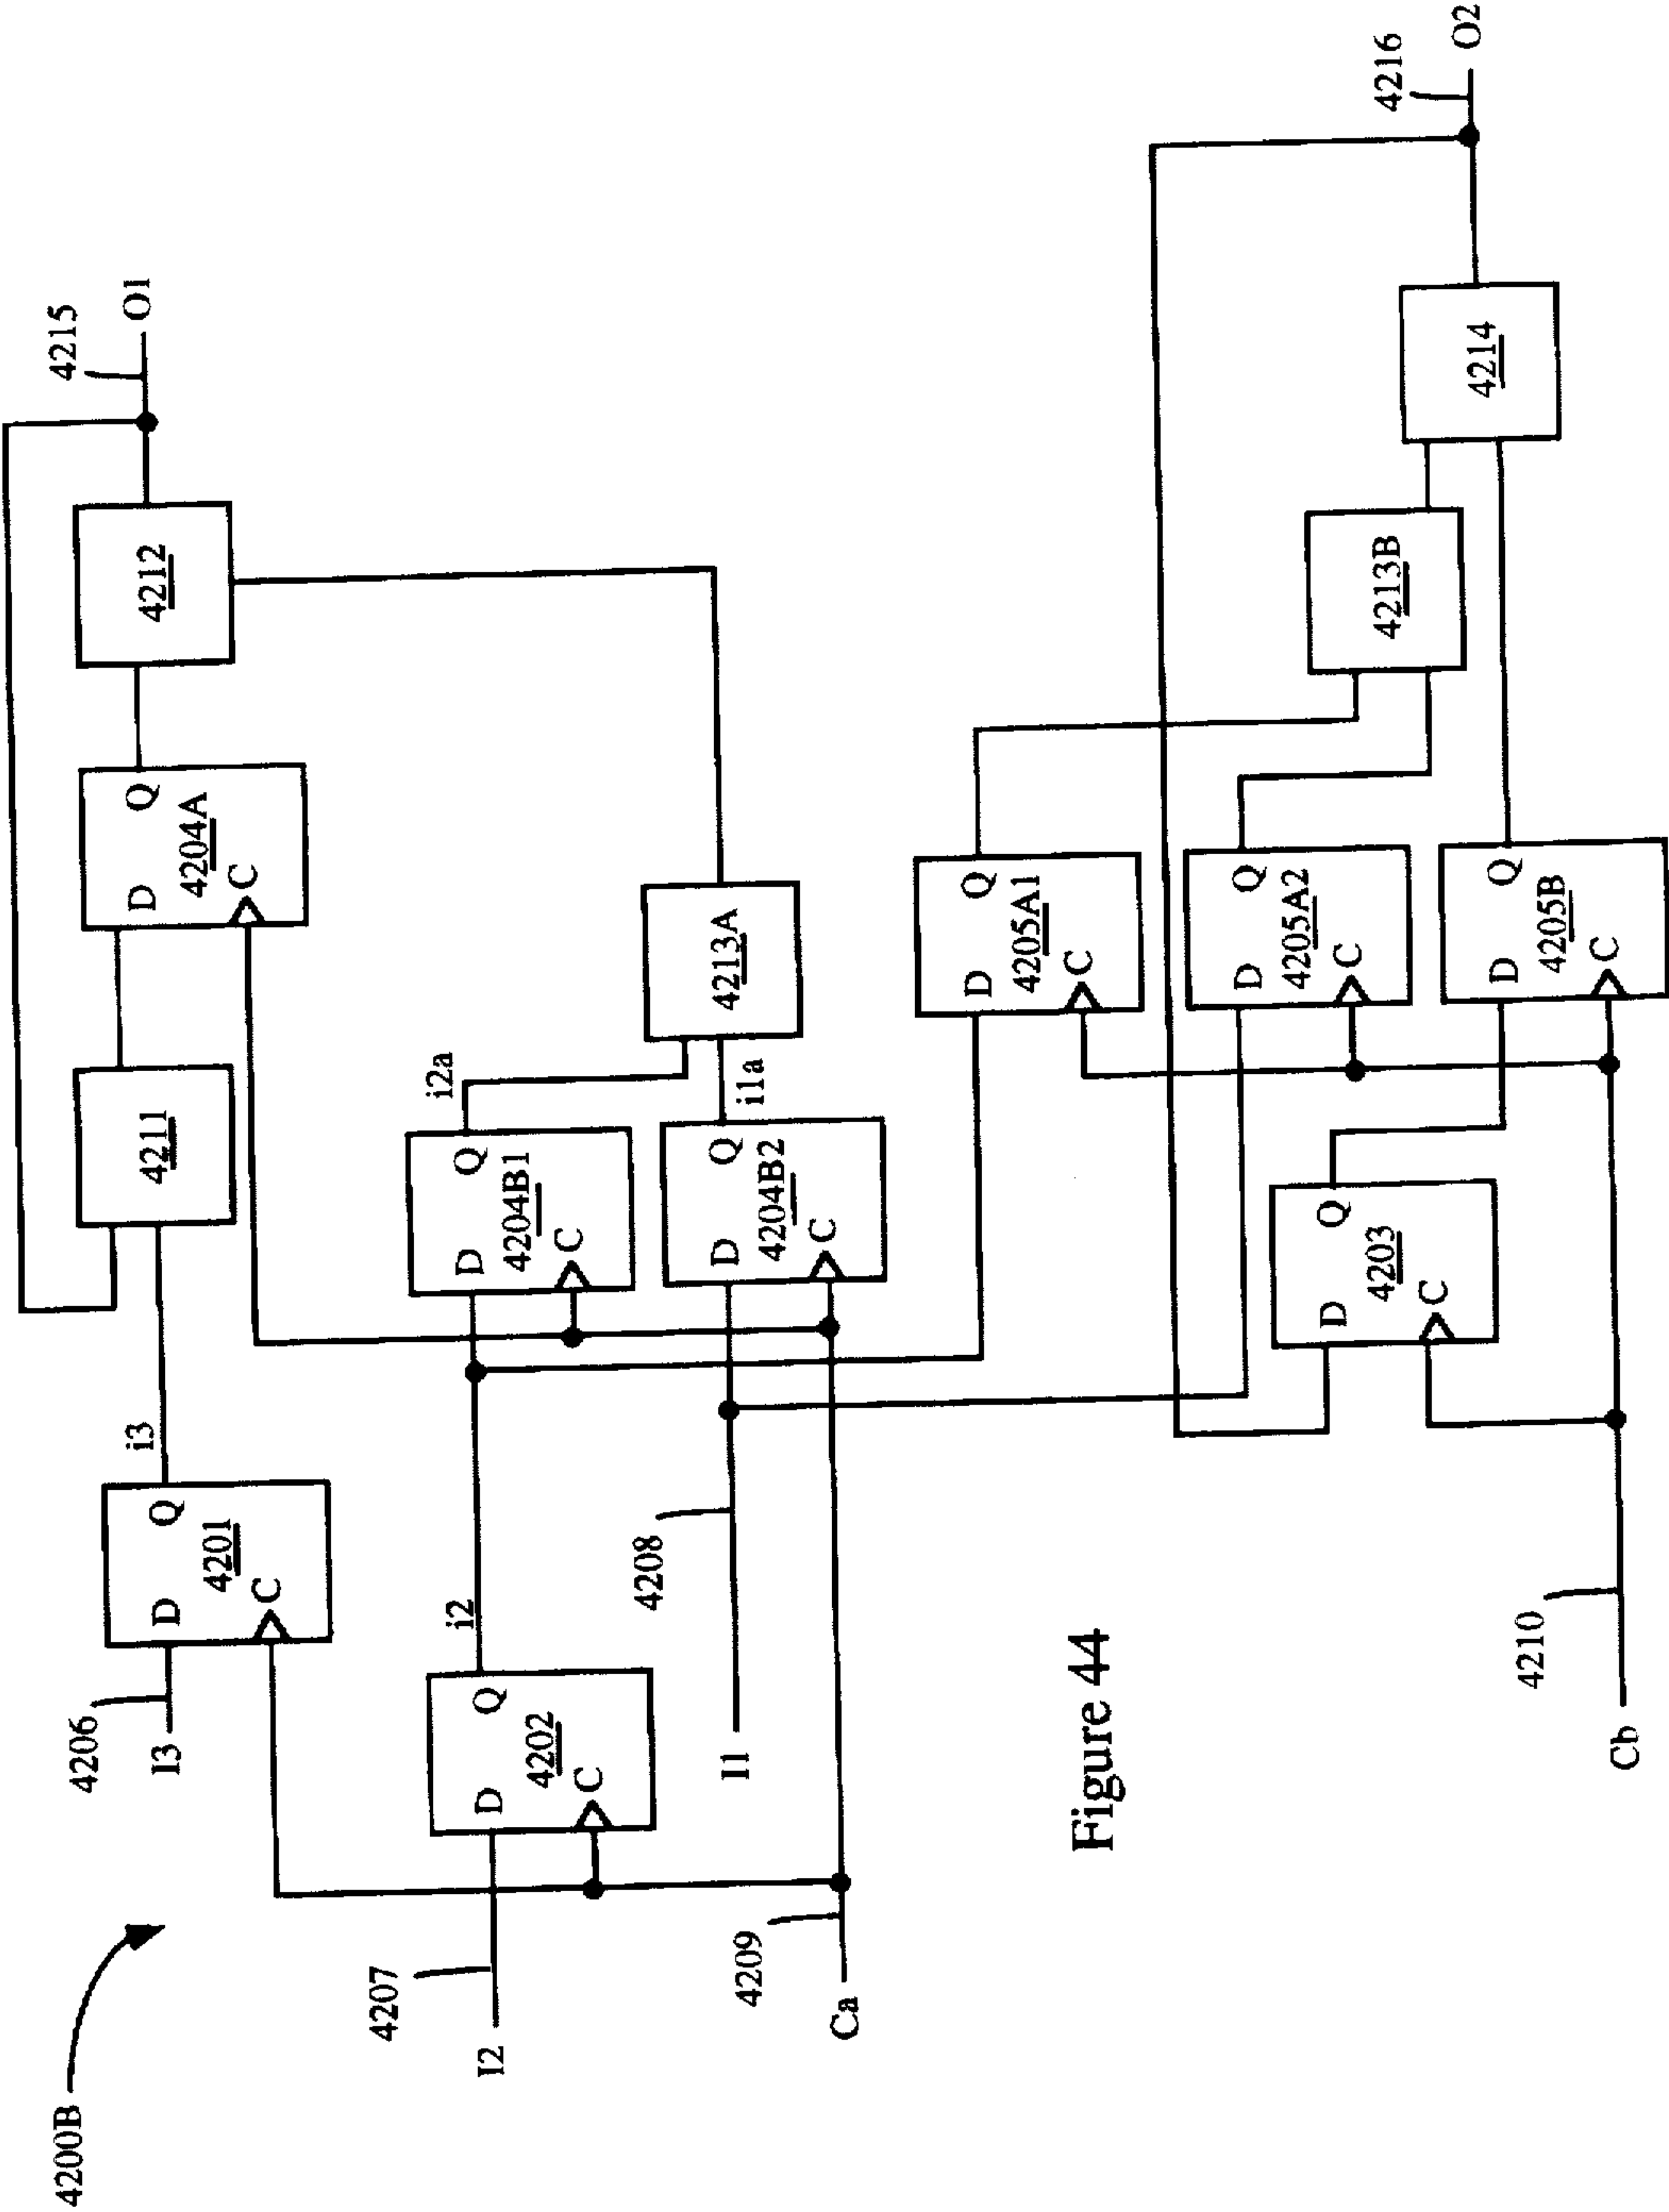 4200B
4215
O1
4212
Q
4204A
D
C
4211
i3
Q
4201
D
C
4206
I3
4213A
i2a
i1a
Q
4204B1
D
C
Q
4204B2
D
C
i2
Q
4202
D
C
4207
I2
4208
I1
4209
Ca
4216
O2
4214
4213B
Q
4205A1
D
C
Q
4205A2
D
C
Q
4205B
D
C
Q
4203
D
C
4210
Cb
Figure 44